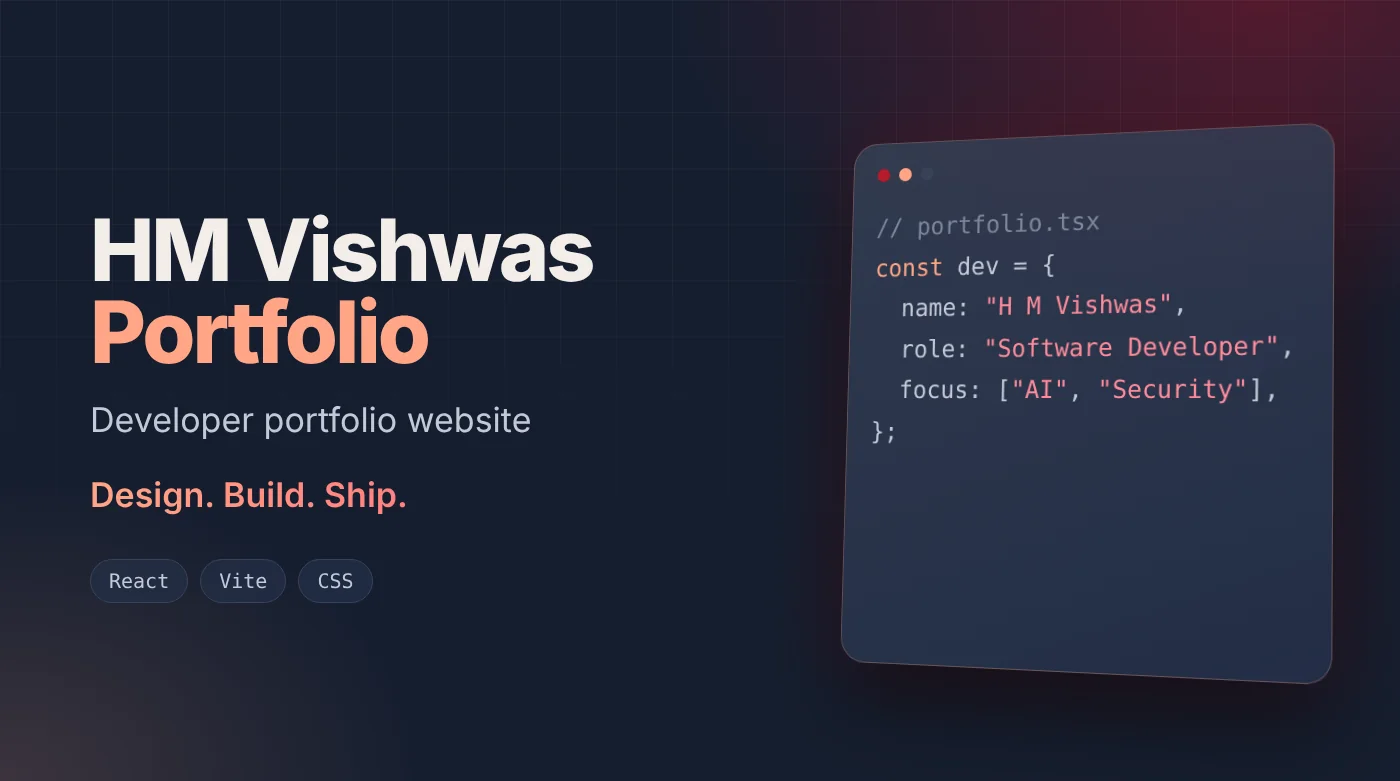 HM Vishwas
Portfolio
Developer portfolio website
Design. Build. Ship.
React
Vite
CSS
// portfolio.tsx
const dev = {
  name: "H M Vishwas",
  role: "Software Developer",
  focus: ["AI", "Security"],
};